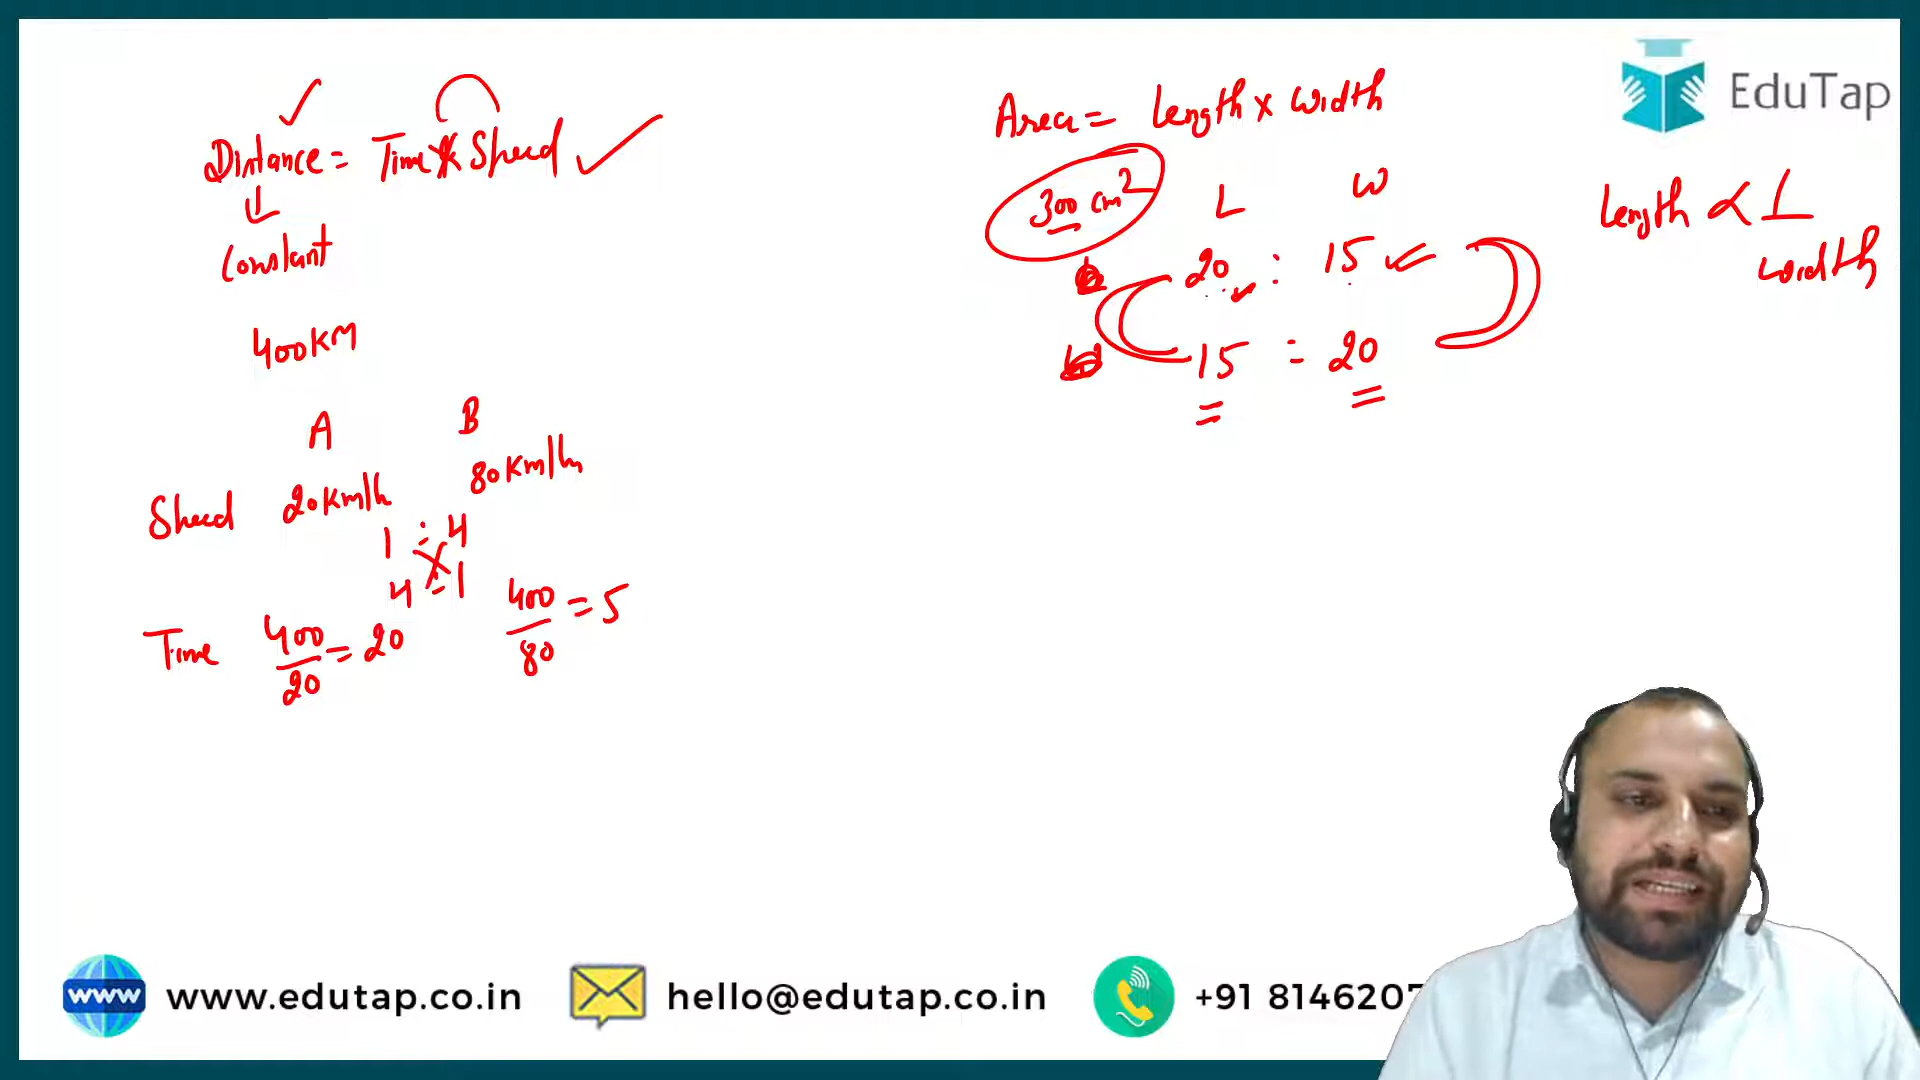 Distance = Time × Speed
Constant
400KM
A B
Speed 20Km/h 80Km/h
1 : 4
4 : 1
Time 400/20 = 20 400/80 = 5
Area = Length × width
300 cm²
L W
20 : 15
15 : 20
Length ∝ 1/width
EduTap
www www.edutap.co.in
hello@edutap.co.in
+91 8146207